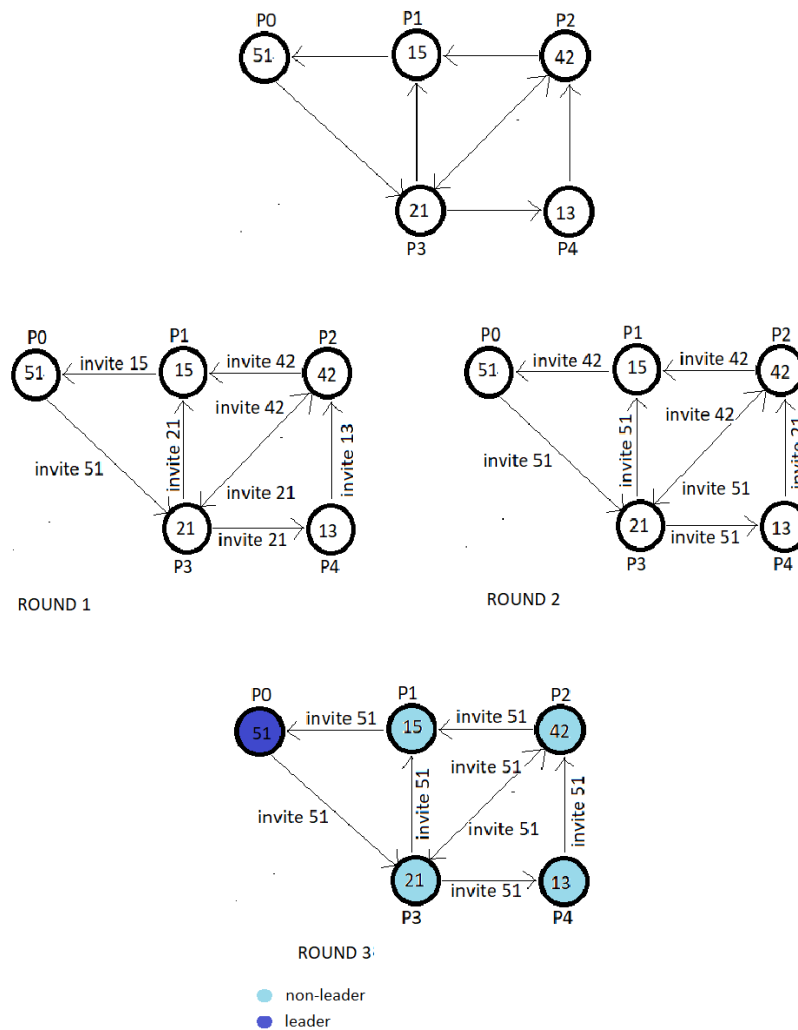 P0
P1
P2
51
15
42
21
13
P3
P4
P0
P1
P2
invite 15
invite 42
51
15
42
invite 42
invite 21
invite 13
invite 51
invite 21
21
13
invite 21
P3
P4
ROUND 1
P0
P1
P2
invite 42
invite 42
51
15
42
invite 42
invite 51
invite 21
invite 51
invite 51
21
13
invite 51
P3
P4
ROUND 2
P0
P1
P2
invite 51
invite 51
51
15
42
invite 51
invite 51
invite 51
invite 51
invite 51
21
13
invite 51
P3
P4
ROUND 3
non-leader
leader